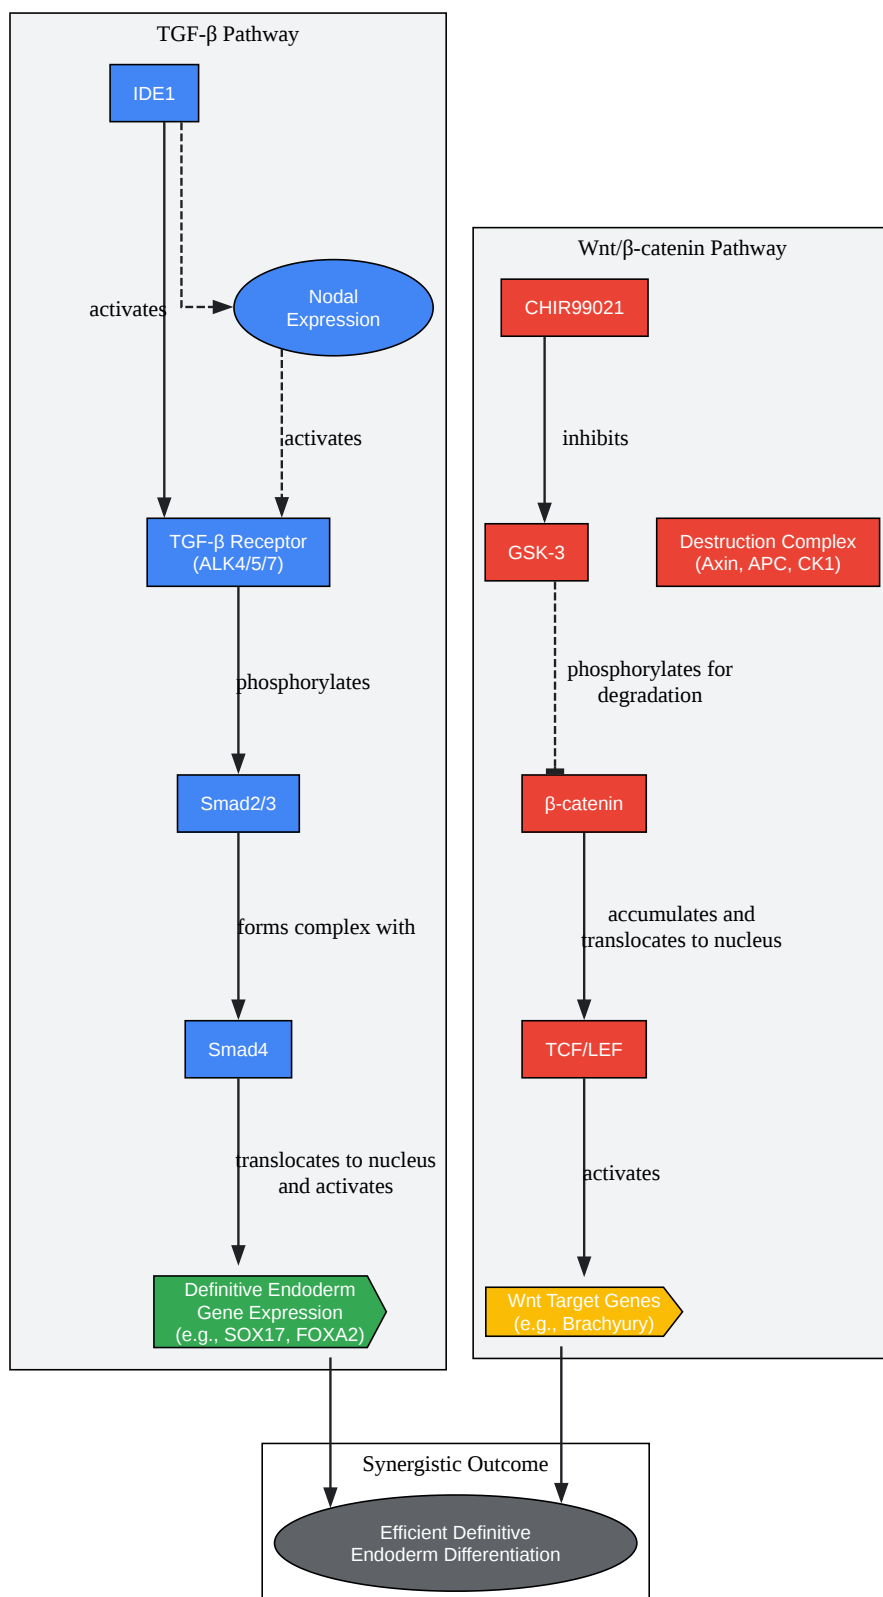 TGF-β Pathway
IDE1
activates
Nodal
Expression
activates
TGF-β Receptor
(ALK4/5/7)
phosphorylates
Smad2/3
forms complex with
Smad4
translocates to nucleus
and activates
Definitive Endoderm
Gene Expression
(e.g., SOX17, FOXA2)
Wnt/β-catenin Pathway
CHIR99021
inhibits
GSK-3
Destruction Complex
(Axin, APC, CK1)
phosphorylates for
degradation
β-catenin
accumulates and
translocates to nucleus
TCF/LEF
activates
Wnt Target Genes
(e.g., Brachyury)
Synergistic Outcome
Efficient Definitive
Endoderm Differentiation